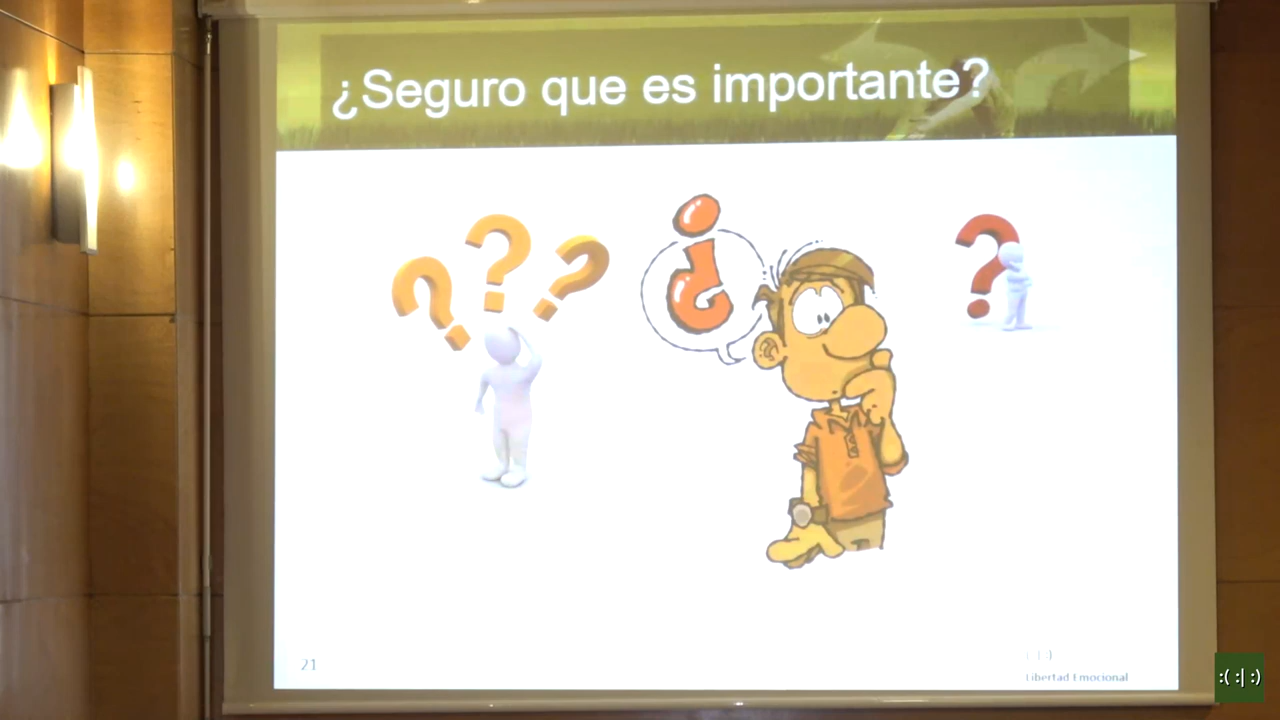 ¿Seguro que es importante?
? ? ?
¿
?
21
:( :| :)
Libertad Emocional
:( :| :)